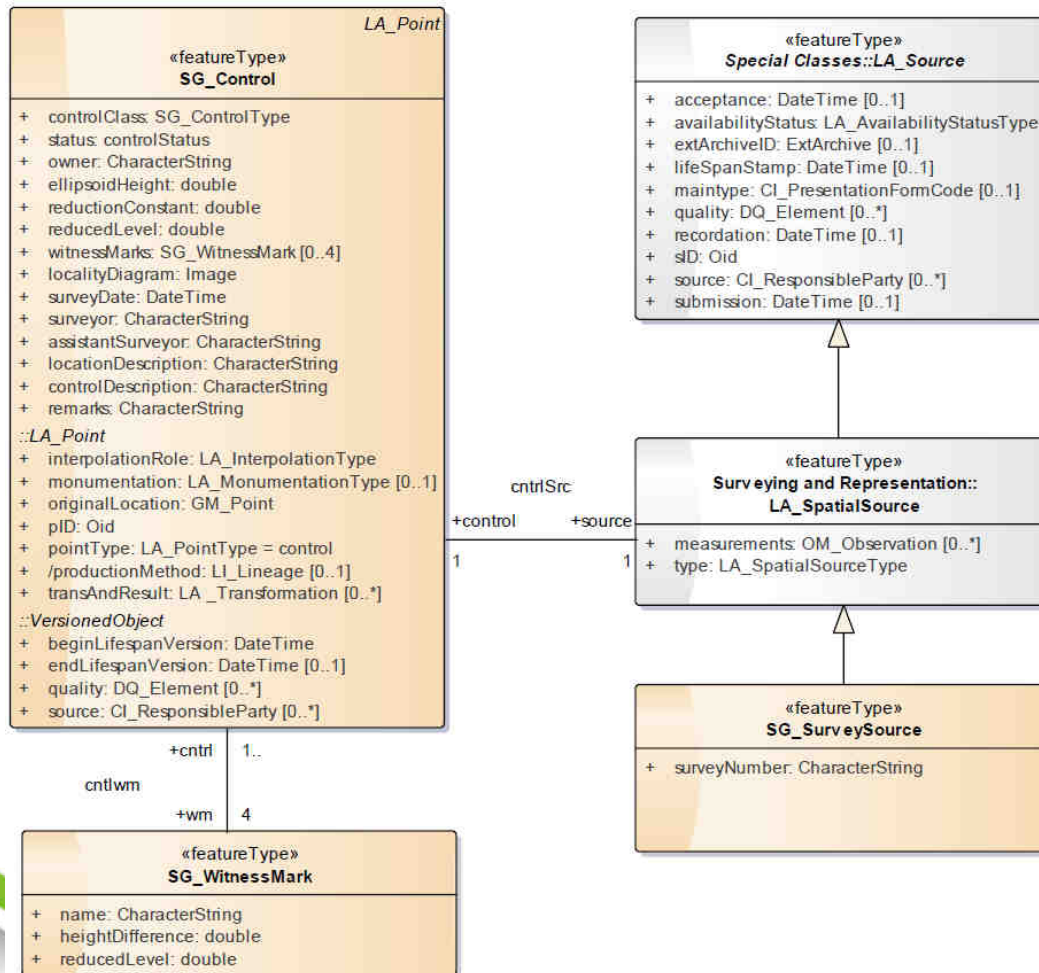 LA_Point
«featureType»
SG_Control
+ controlClass: SG_ControlType
+ status: controlStatus
+ owner: CharacterString
+ ellipsoidHeight: double
+ reductionConstant: double
+ reducedLevel: double
+ witnessMarks: SG_WitnessMark [0..4]
+ localityDiagram: Image
+ surveyDate: DateTime
+ surveyor: CharacterString
+ assistantSurveyor: CharacterString
+ locationDescription: CharacterString
+ controlDescription: CharacterString
+ remarks: CharacterString
::LA_Point
+ interpolationRole: LA_InterpolationType
+ monumentation: LA_MonumentationType [0..1]
+ originalLocation: GM_Point
+ pID: Oid
+ pointType: LA_PointType = control
+ /productionMethod: LI_Lineage [0..1]
+ transAndResult: LA _Transformation [0..*]
::VersionedObject
+ beginLifespanVersion: DateTime
+ endLifespanVersion: DateTime [0..1]
+ quality: DQ_Element [0..*]
+ source: CI_ResponsibleParty [0..*]
+cntrl 1..
cntlwm
+wm 4
«featureType»
SG_WitnessMark
+ name: CharacterString
+ heightDifference: double
+ reducedLevel: double
cntrlSrc
+control +source
1 1
«featureType»
Special Classes::LA_Source
+ acceptance: DateTime [0..1]
+ availabilityStatus: LA_AvailabilityStatusType
+ extArchiveID: ExtArchive [0..1]
+ lifeSpanStamp: DateTime [0..1]
+ maintype: CI_PresentationFormCode [0..1]
+ quality: DQ_Element [0..*]
+ recordation: DateTime [0..1]
+ sID: Oid
+ source: CI_ResponsibleParty [0..*]
+ submission: DateTime [0..1]
«featureType»
Surveying and Representation::
LA_SpatialSource
+ measurements: OM_Observation [0..*]
+ type: LA_SpatialSourceType
«featureType»
SG_SurveySource
+ surveyNumber: CharacterString